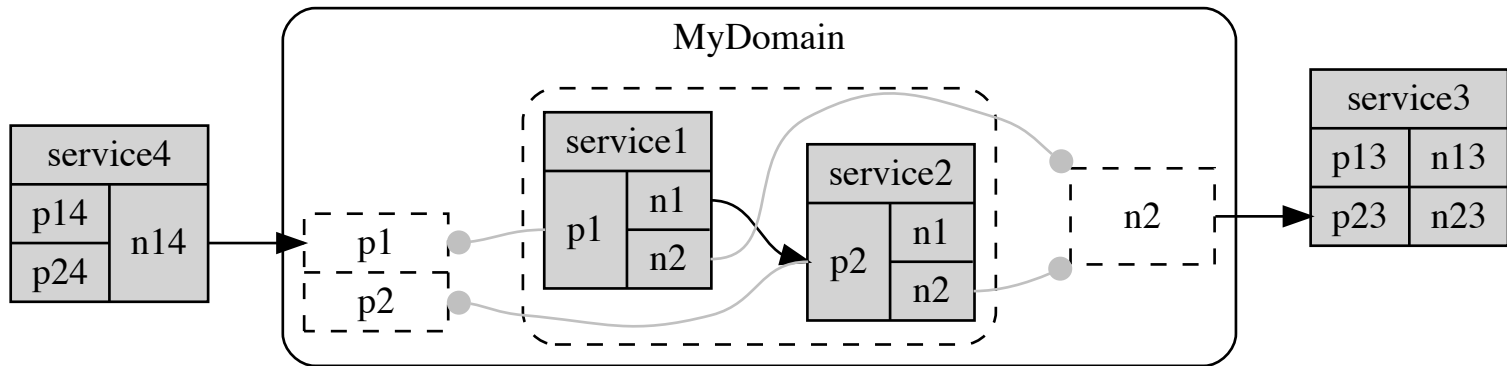 MyDomain
service4
p14
p24
n14
p1
p2
service1
p1
n1
n2
service2
p2
n1
n2
n2
service3
p13
n13
p23
n23